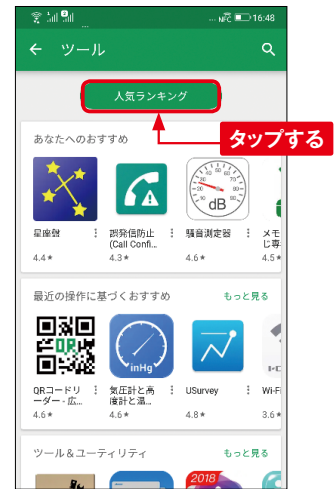 ... NFC 16:48
ツール
人気ランキング
タップする
あなたへのおすすめ
dB
星座盤
4.4★
誤発信防止
(Call Confi...
4.3★
騒音測定器
4.6★
メモ
じ専
4.5★
最近の操作に基づくおすすめ
もっと見る
QR
inHg
QRコードリ
ーダー - 広...
4.6★
気圧計と高
度計と温...
4.6★
USurvey
4.8★
Wi-Fi
3.6★
ツール＆ユーティリティ
もっと見る
2018